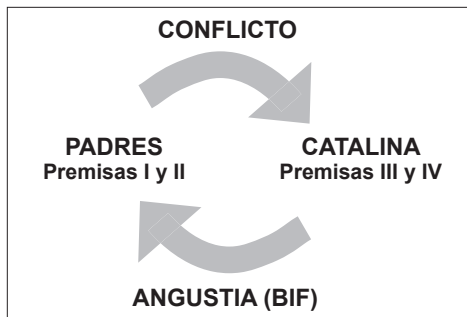 CONFLICTO
PADRES
Premisas I y II
CATALINA
Premisas III y IV
ANGUSTIA (BIF)